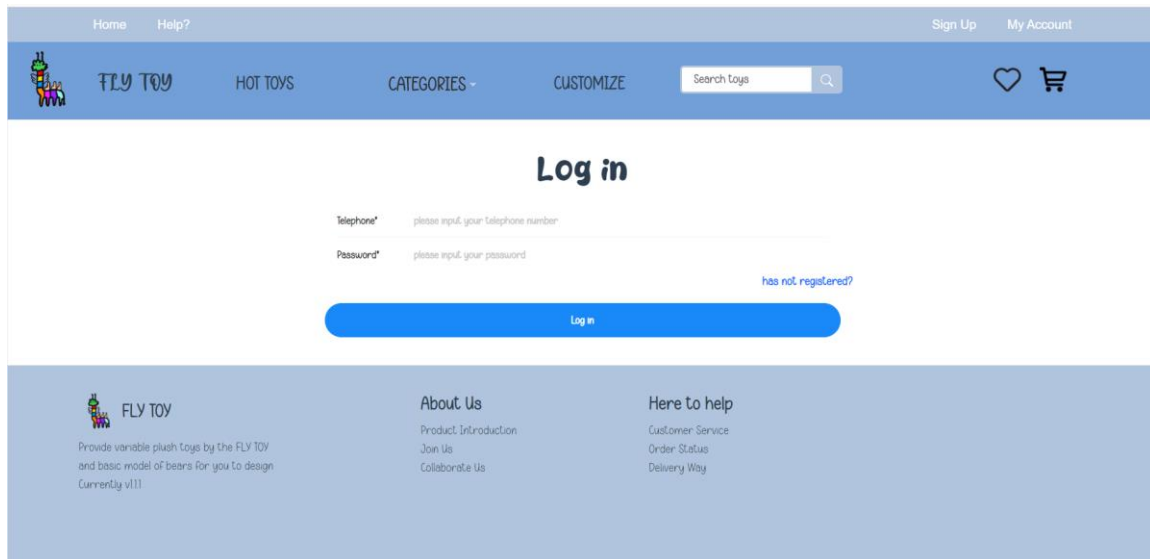 Home Help? Sign Up My Account
FLY TOY HOT TOYS CATEGORIES CUSTOMIZE Search toys
Log in
Telephone* please input your telephone number
Password* please input your password
has not registered?
Log in
FLY TOY
Provide variable plush toys by the FLY TOY
and basic model of bears for you to design
Currently v1.1.1
About Us
Product Introduction
Join Us
Collaborate Us
Here to help
Customer Service
Order Status
Delivery Way